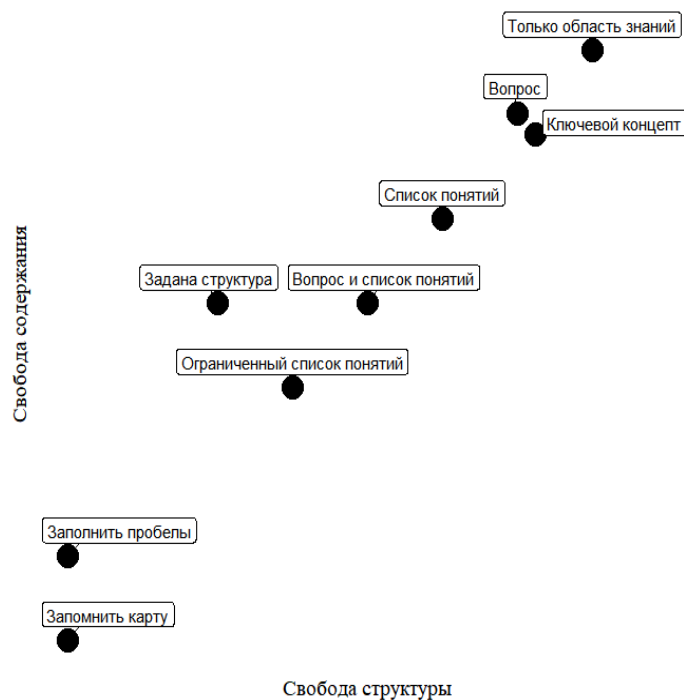 Только область знаний
Вопрос
Ключевой концепт
Список понятий
Задана структура
Вопрос и список понятий
Ограниченный список понятий
Свобода содержания
Заполнить пробелы
Запомнить карту
Свобода структуры